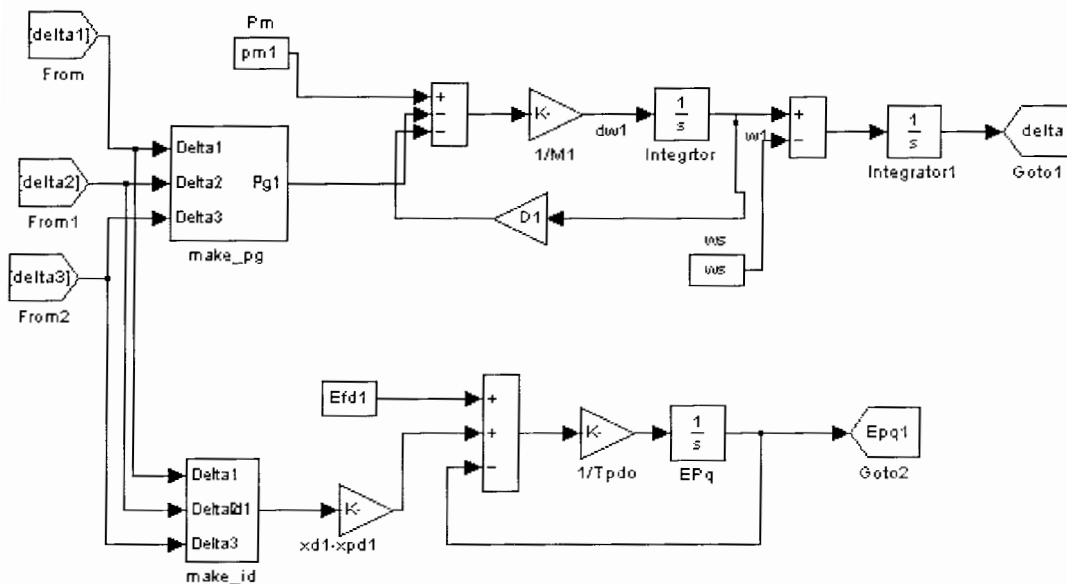 [delta1]
From
Pm
pm1
+
-
-
K-
1/M1
dw1
1
s
Integrtor
w1
+
-
1
s
Integrator1
delta
Goto1
[delta2]
From1
Delta1
Delta2
Delta3
Pg1
make_pg
D1
ws
ws
[delta3]
From2
Efd1
+
+
-
K-
1/Tpdo
1
s
EPq
Epq1
Goto2
Delta1
Delta2
Delta3
make_id
K-
xd1-xpd1